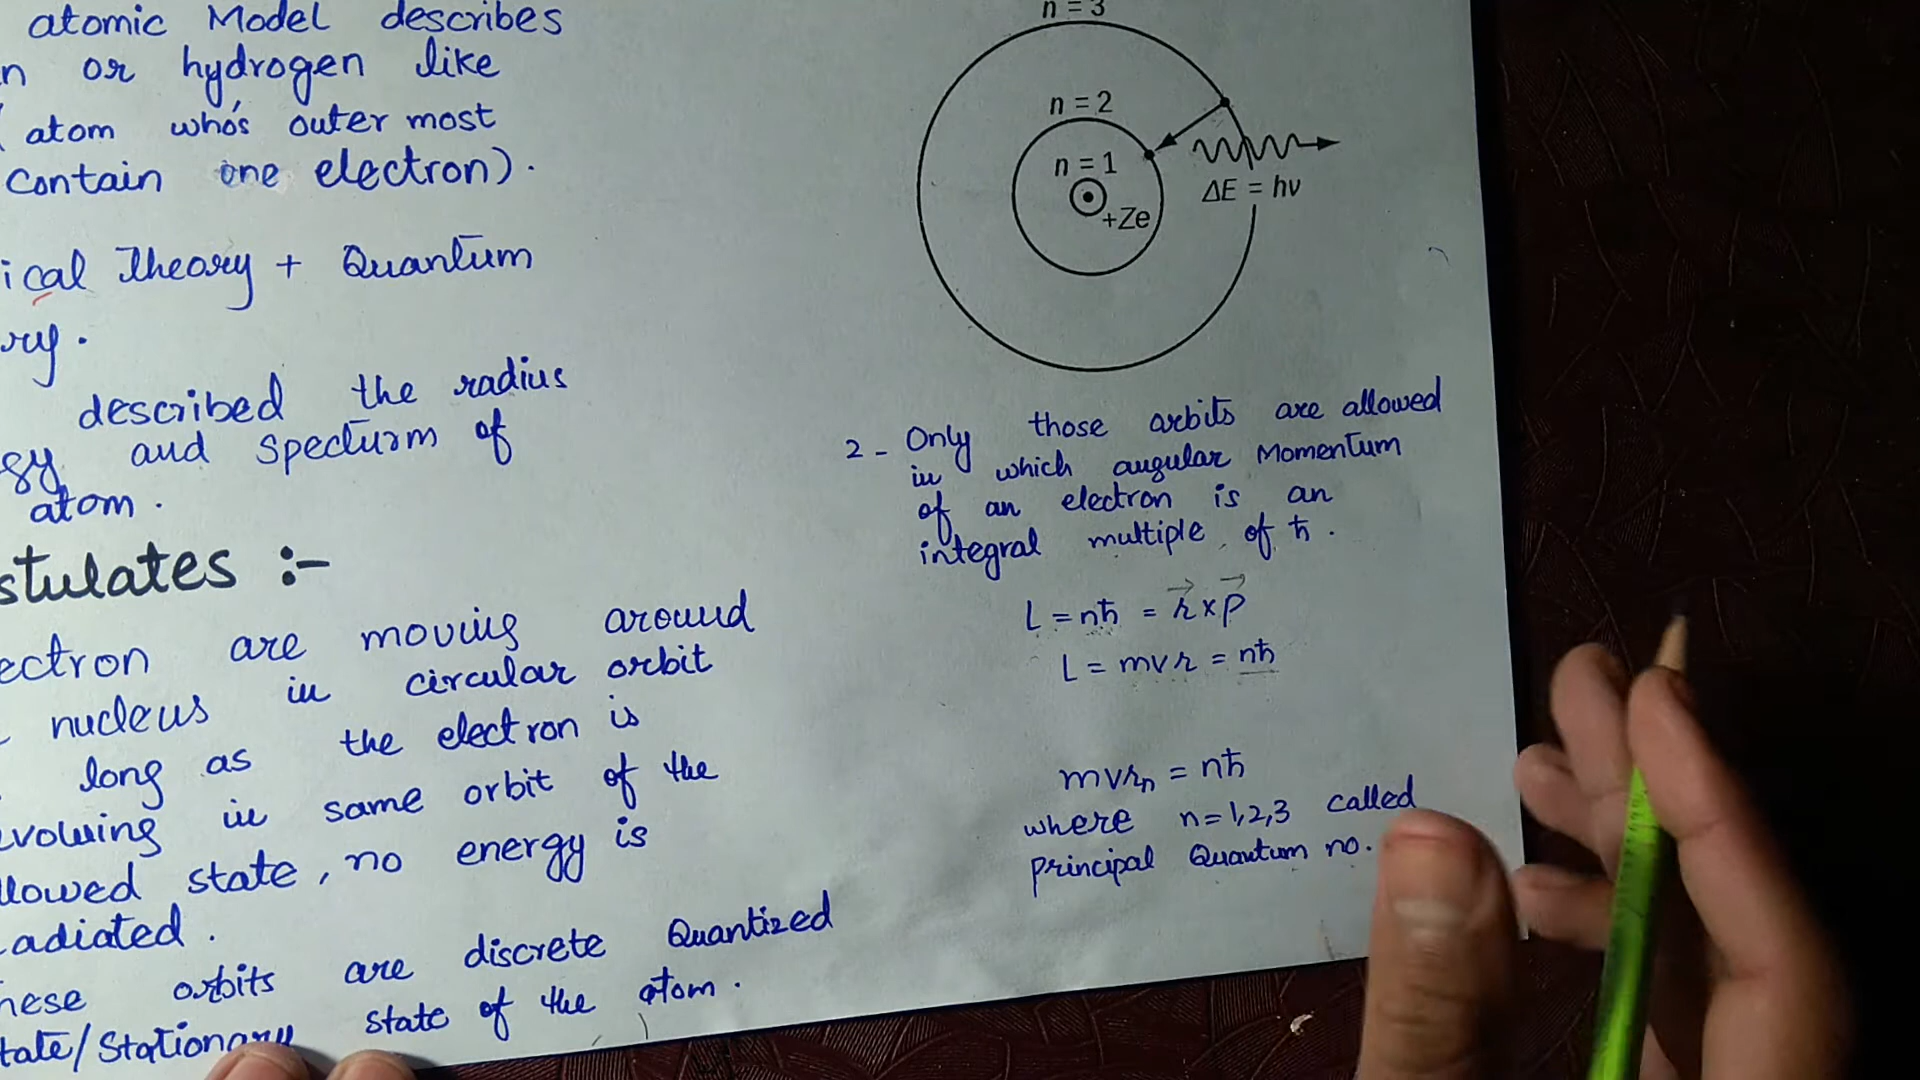 atomic Model describes
n or hydrogen like
atom who's outer most
contain one electron).
ical Theory + Quantum
ry.
described the radius
gy and specturm of
atom.
stulates :-
ectron are moving around
nucleus in circular orbit
long as the electron is
evolving in same orbit of the
llowed state, no energy is
adiated.
hese orbits are discrete Quantized
tate/Stationary state of the atom.
n = 3
n = 2
n = 1
+Ze
ΔE = hν
2 - Only those orbits are allowed
in which angular Momentum
of an electron is an
integral multiple of ħ.
L = nħ = r⃗ × p⃗
L = mvr = nħ
mvrₙ = nħ
where n=1,2,3 called
principal Quantum no.